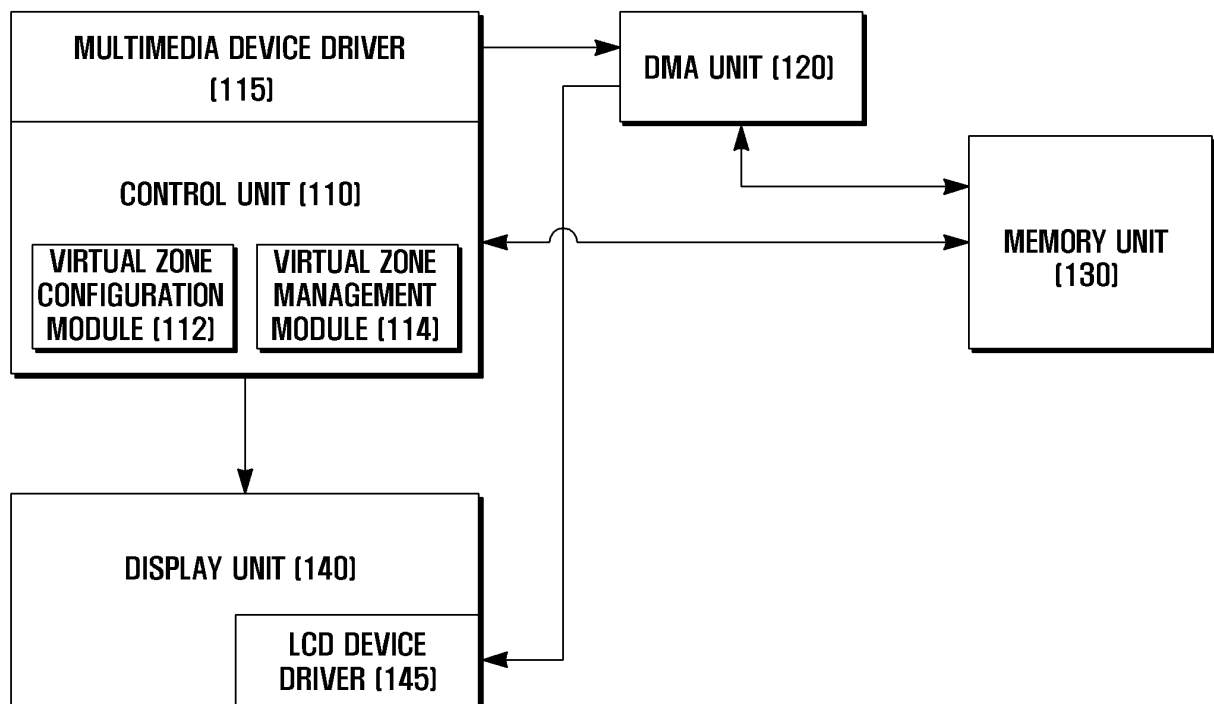 MULTIMEDIA DEVICE DRIVER
(115)
DMA UNIT (120)
CONTROL UNIT (110)
VIRTUAL ZONE
CONFIGURATION
MODULE (112)
VIRTUAL ZONE
MANAGEMENT
MODULE (114)
MEMORY UNIT
(130)
DISPLAY UNIT (140)
LCD DEVICE
DRIVER (145)